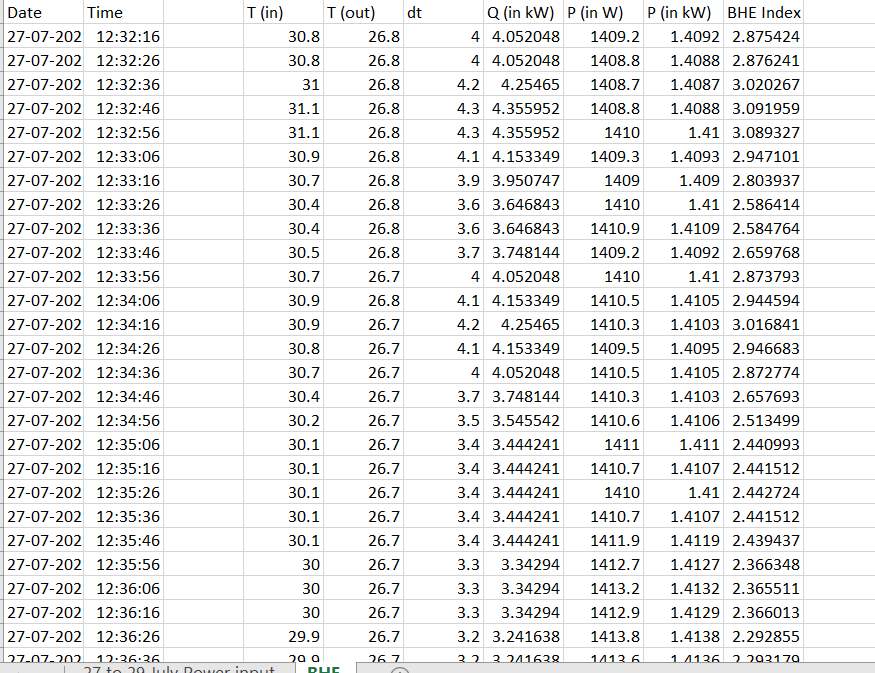 Date Time T (in) T (out) dt Q (in kW) P (in W) P (in kW) BHE Index
27-07-202 12:32:16 30.8 26.8 4 4.052048 1409.2 1.4092 2.875424
27-07-202 12:32:26 30.8 26.8 4 4.052048 1408.8 1.4088 2.876241
27-07-202 12:32:36 31 26.8 4.2 4.25465 1408.7 1.4087 3.020267
27-07-202 12:32:46 31.1 26.8 4.3 4.355952 1408.8 1.4088 3.091959
27-07-202 12:32:56 31.1 26.8 4.3 4.355952 1410 1.41 3.089327
27-07-202 12:33:06 30.9 26.8 4.1 4.153349 1409.3 1.4093 2.947101
27-07-202 12:33:16 30.7 26.8 3.9 3.950747 1409 1.409 2.803937
27-07-202 12:33:26 30.4 26.8 3.6 3.646843 1410 1.41 2.586414
27-07-202 12:33:36 30.4 26.8 3.6 3.646843 1410.9 1.4109 2.584764
27-07-202 12:33:46 30.5 26.8 3.7 3.748144 1409.2 1.4092 2.659768
27-07-202 12:33:56 30.7 26.7 4 4.052048 1410 1.41 2.873793
27-07-202 12:34:06 30.9 26.8 4.1 4.153349 1410.5 1.4105 2.944594
27-07-202 12:34:16 30.9 26.7 4.2 4.25465 1410.3 1.4103 3.016841
27-07-202 12:34:26 30.8 26.7 4.1 4.153349 1409.5 1.4095 2.946683
27-07-202 12:34:36 30.7 26.7 4 4.052048 1410.5 1.4105 2.872774
27-07-202 12:34:46 30.4 26.7 3.7 3.748144 1410.3 1.4103 2.657693
27-07-202 12:34:56 30.2 26.7 3.5 3.545542 1410.6 1.4106 2.513499
27-07-202 12:35:06 30.1 26.7 3.4 3.444241 1411 1.411 2.440993
27-07-202 12:35:16 30.1 26.7 3.4 3.444241 1410.7 1.4107 2.441512
27-07-202 12:35:26 30.1 26.7 3.4 3.444241 1410 1.41 2.442724
27-07-202 12:35:36 30.1 26.7 3.4 3.444241 1410.7 1.4107 2.441512
27-07-202 12:35:46 30.1 26.7 3.4 3.444241 1411.9 1.4119 2.439437
27-07-202 12:35:56 30 26.7 3.3 3.34294 1412.7 1.4127 2.366348
27-07-202 12:36:06 30 26.7 3.3 3.34294 1413.2 1.4132 2.365511
27-07-202 12:36:16 30 26.7 3.3 3.34294 1412.9 1.4129 2.366013
27-07-202 12:36:26 29.9 26.7 3.2 3.241638 1413.8 1.4138 2.292855
27-07-202 12:36:36 29.9 26.7 3.2 3.241638 1413.6 1.4136 2.293179
27 to 29 July Power input BHE